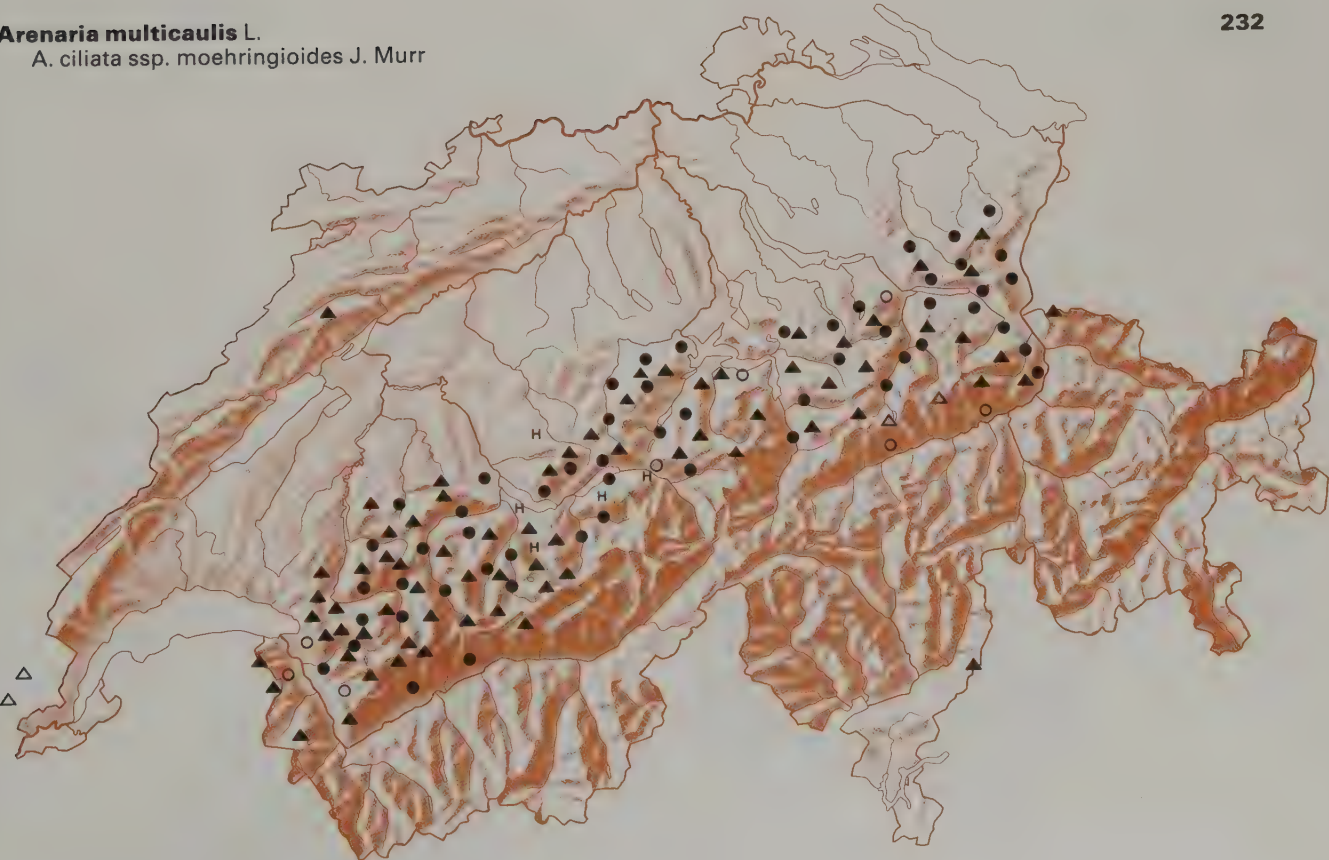 Arenaria multicaulis L.
A. ciliata ssp. moehringioides J. Murr
232
H
H
H
H
H